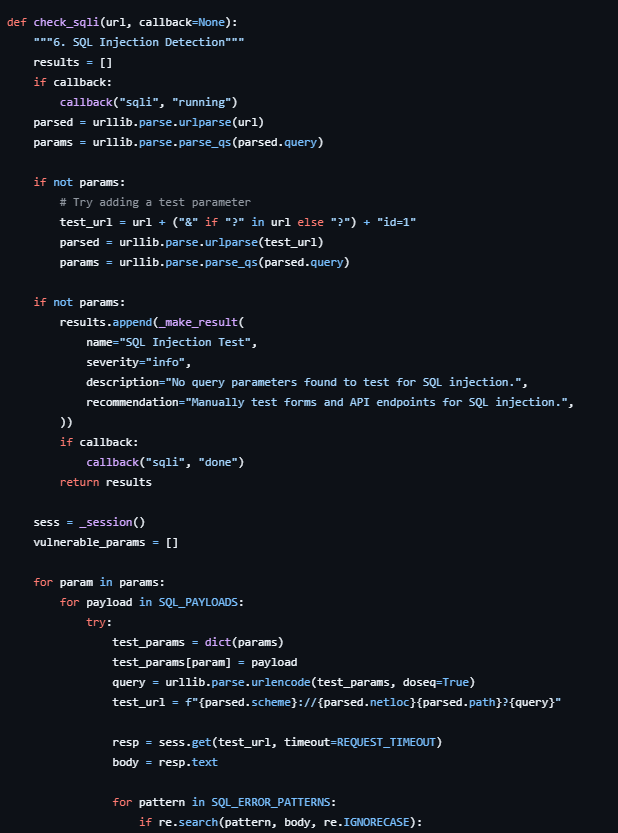 def check_sqli(url, callback=None):
    """6. SQL Injection Detection"""
    results = []
    if callback:
        callback("sqli", "running")
    parsed = urllib.parse.urlparse(url)
    params = urllib.parse.parse_qs(parsed.query)

    if not params:
        # Try adding a test parameter
        test_url = url + ("&" if "?" in url else "?") + "id=1"
        parsed = urllib.parse.urlparse(test_url)
        params = urllib.parse.parse_qs(parsed.query)

    if not params:
        results.append(_make_result(
            name="SQL Injection Test",
            severity="info",
            description="No query parameters found to test for SQL injection.",
            recommendation="Manually test forms and API endpoints for SQL injection.",
        ))
        if callback:
            callback("sqli", "done")
        return results

    sess = _session()
    vulnerable_params = []

    for param in params:
        for payload in SQL_PAYLOADS:
            try:
                test_params = dict(params)
                test_params[param] = payload
                query = urllib.parse.urlencode(test_params, doseq=True)
                test_url = f"{parsed.scheme}://{parsed.netloc}{parsed.path}?{query}"

                resp = sess.get(test_url, timeout=REQUEST_TIMEOUT)
                body = resp.text

                for pattern in SQL_ERROR_PATTERNS:
                    if re.search(pattern, body, re.IGNORECASE):